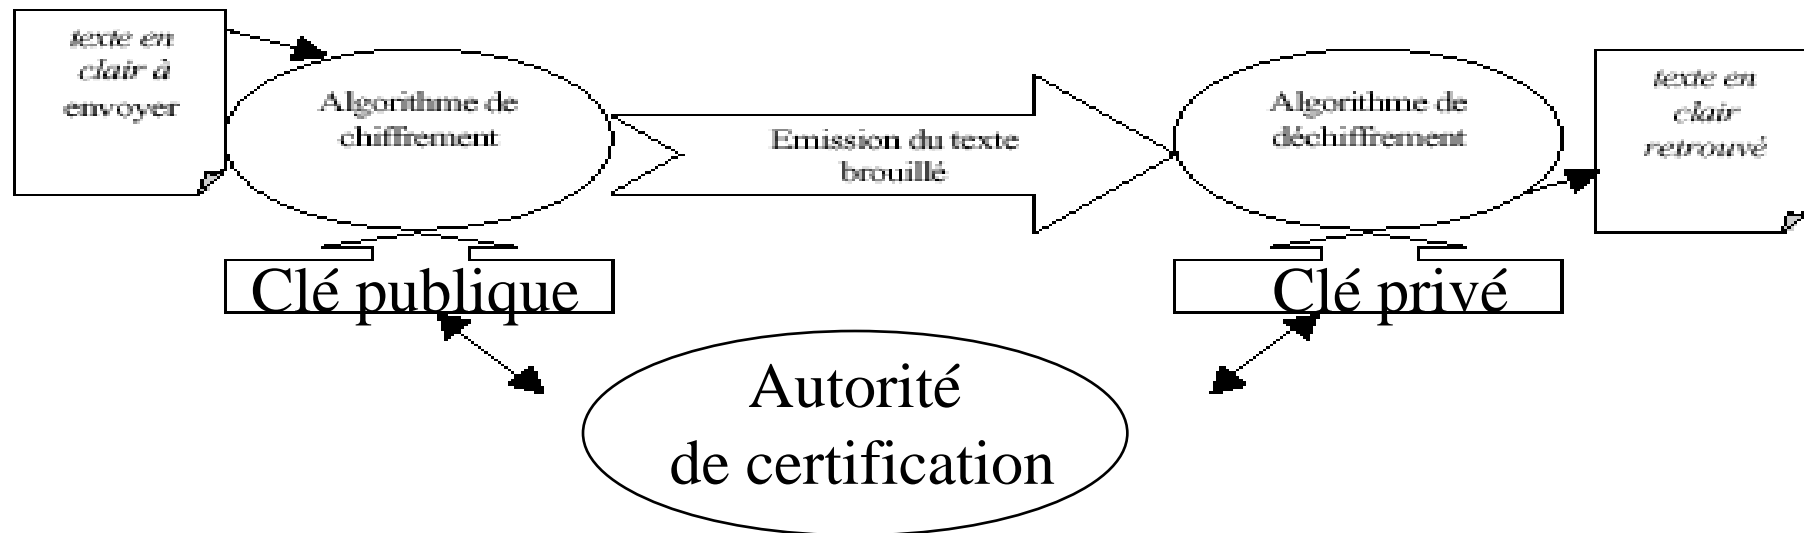 texte en
clair à
envoyer
Algorithme de
chiffrement
Emission du texte
brouillé
Algorithme de
déchiffrement
texte en
clair
retrouvé
Clé publique
Clé privé
Autorité
de certification